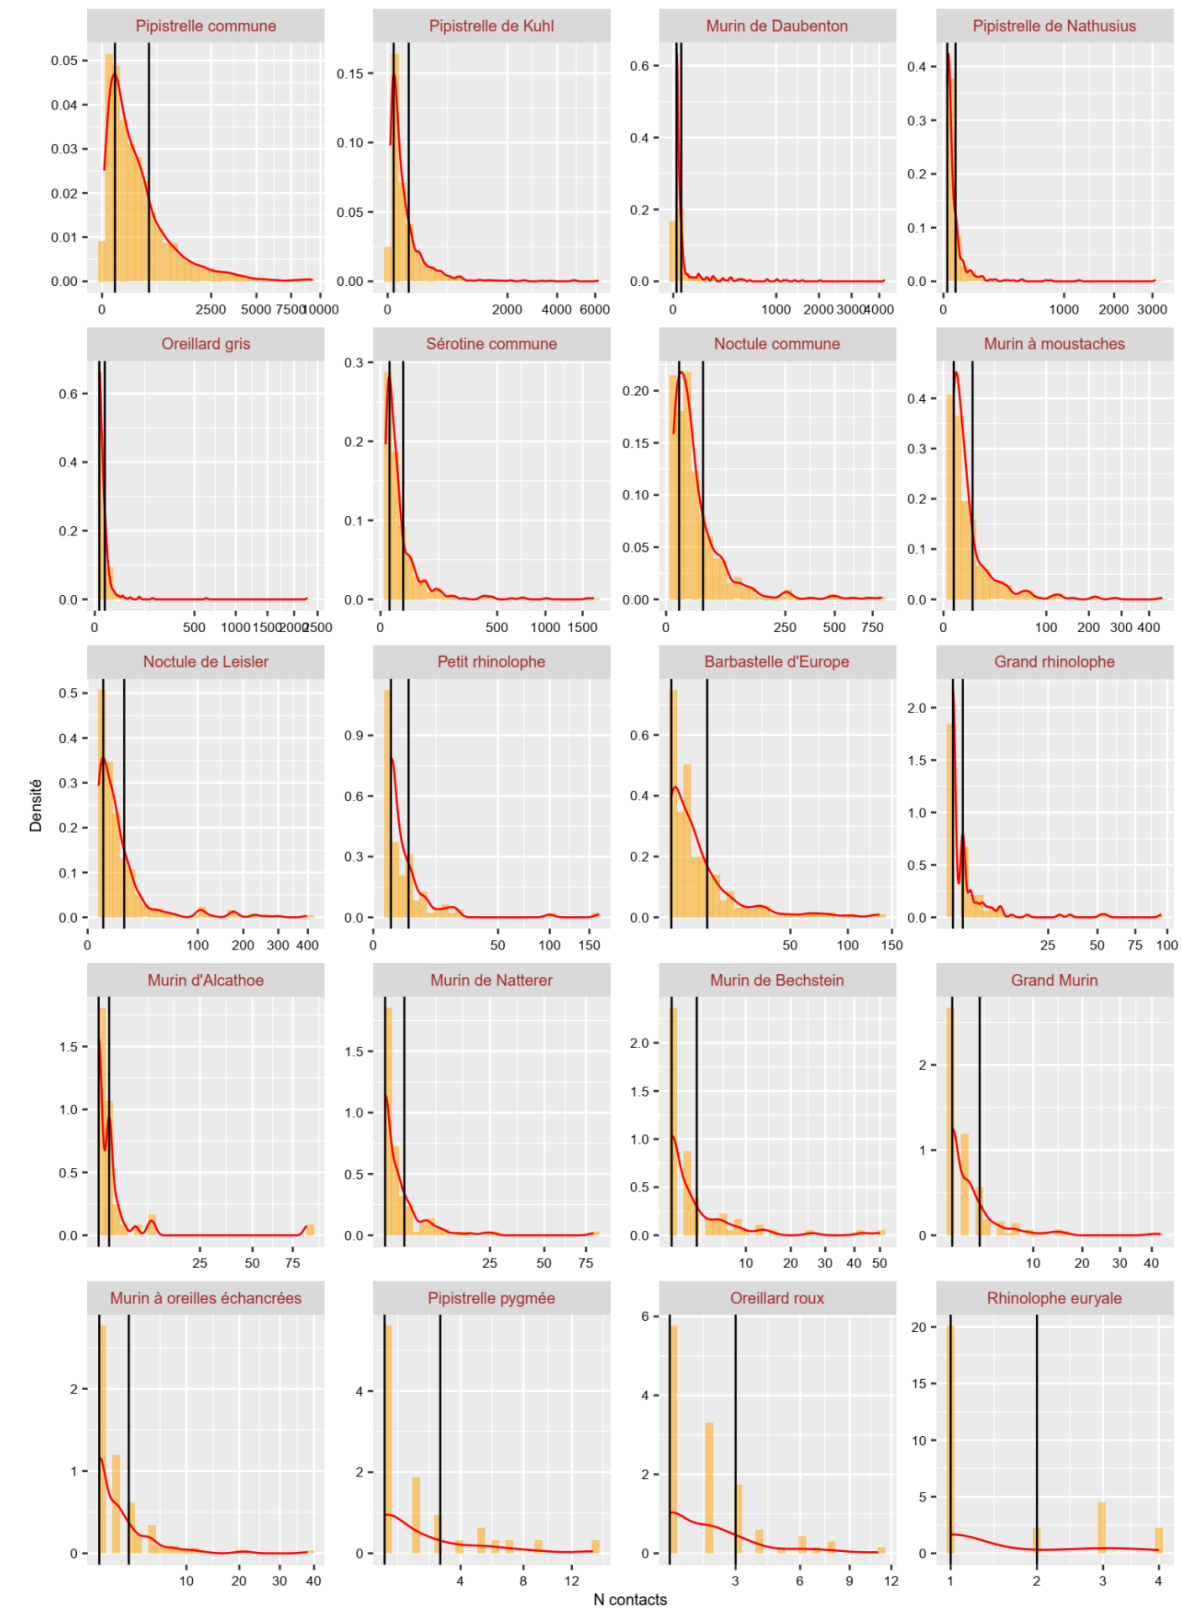 Pipistrelle commune
Pipistrelle de Kuhl
Murin de Daubenton
Pipistrelle de Nathusius
0.05
0.04
0.03
0.02
0.01
0.00
0.15
0.10
0.05
0.00
0.6
0.4
0.2
0.0
0.4
0.3
0.2
0.1
0.0
0 2500 5000 7500 10000
0 2000 4000 6000
0 1000 2000 3000 4000
0 1000 2000 3000
Oreillard gris
Sérotine commune
Noctule commune
Murin à moustaches
0.6
0.4
0.2
0.0
0.3
0.2
0.1
0.0
0.20
0.15
0.10
0.05
0.00
0.4
0.3
0.2
0.1
0.0
0 500 1000 1500 2000 2500
0 500 1000 1500
0 250 500 750
0 100 200 300 400
Noctule de Leisler
Petit rhinolophe
Barbastelle d'Europe
Grand rhinolophe
0.5
0.4
0.3
0.2
0.1
0.0
0.9
0.6
0.3
0.0
0.6
0.4
0.2
0.0
2.0
1.5
1.0
0.5
0.0
0 100 200 300 400
0 50 100 150
50 100 150
25 50 75 100
Densité
Murin d'Alcathoe
Murin de Natterer
Murin de Bechstein
Grand Murin
1.5
1.0
0.5
0.0
1.5
1.0
0.5
0.0
2.0
1.5
1.0
0.5
0.0
2
1
0
25 50 75
25 50 75
10 20 30 40 50
10 20 30 40
Murin à oreilles échancrées
Pipistrelle pygmée
Oreillard roux
Rhinolophe euryale
2
1
0
4
2
0
6
4
2
0
20
15
10
5
0
10 20 30 40
4 8 12
3 6 9 12
1 2 3 4
N contacts